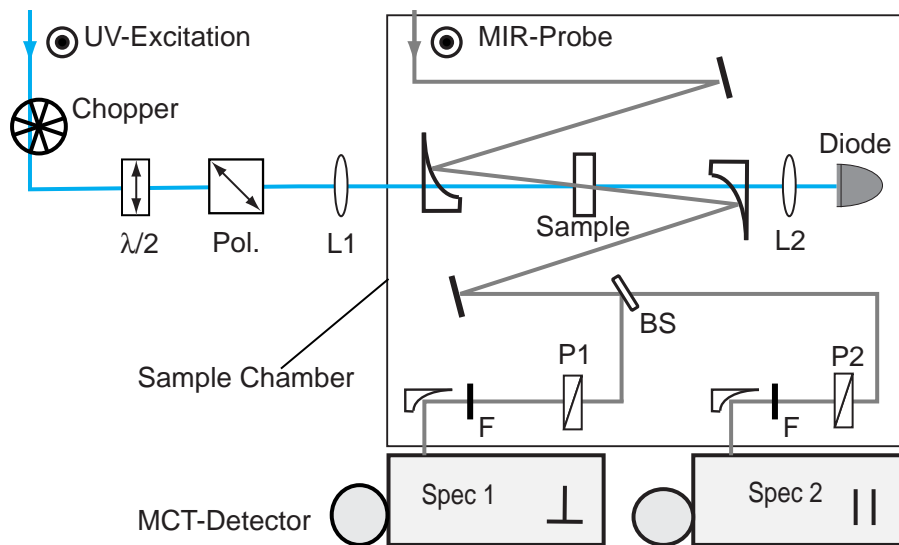 UV-Excitation
MIR-Probe
Chopper
Diode
λ/2
Pol.
L1
Sample
L2
BS
Sample Chamber
P1
P2
F
F
Spec 1 ⊥
Spec 2 ||
MCT-Detector